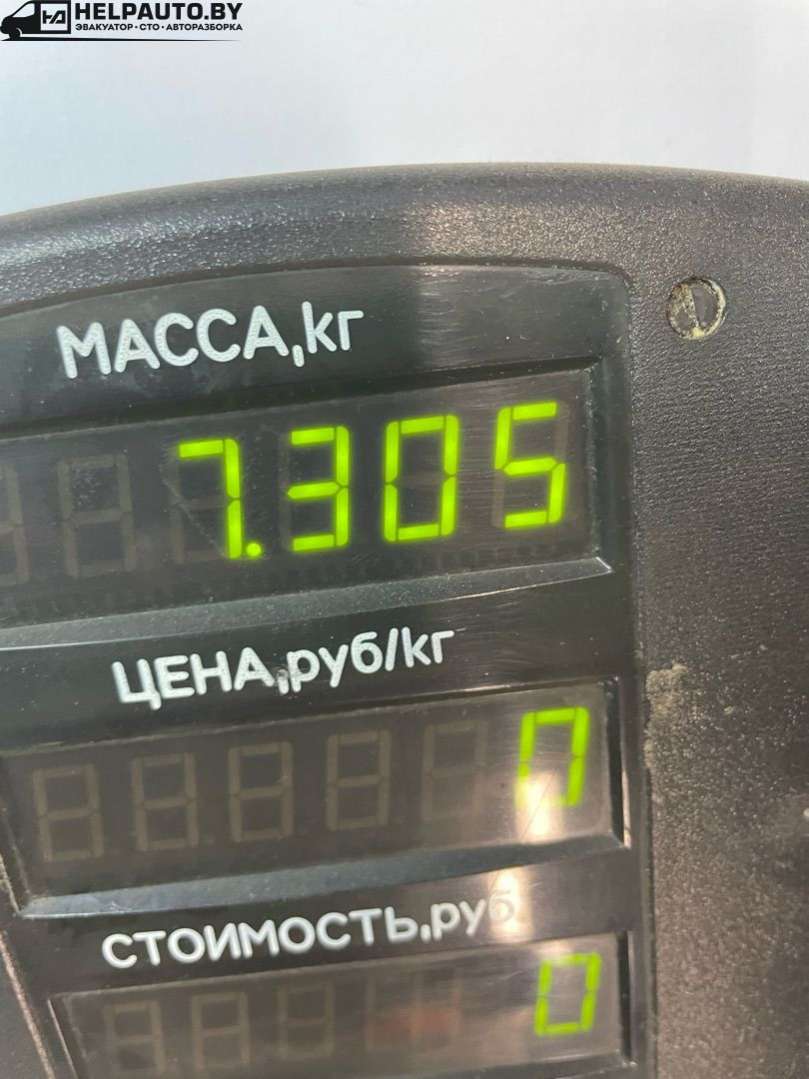 HELPAUTO.BY
ЭВАКУАТОР•СТО•АВТОРАЗБОРКА
МАССА,кг
7.305
ЦЕНА,руб/кг
0
СТОИМОСТЬ,руб
0